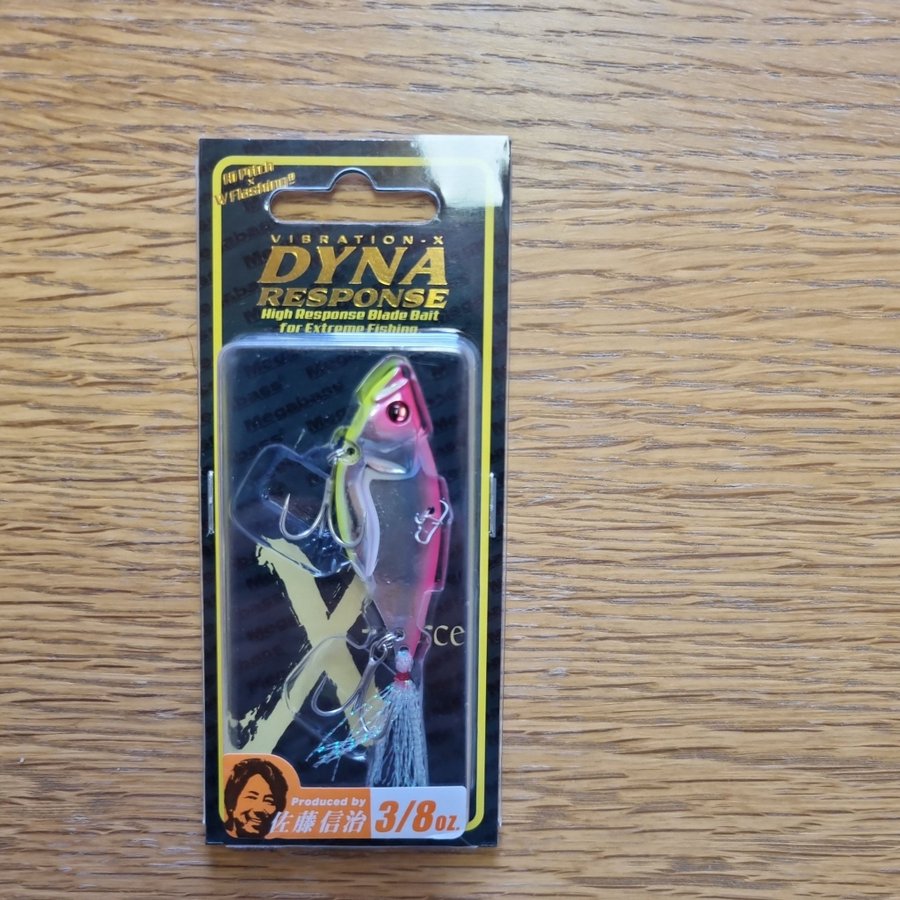 Hi Pitch
x
W Flashing!!
VIBRATION-X
DYNA
RESPONSE
High Response Blade Bait
for Extreme Fishing
Megabass
Produced by
佐藤信治
3/8oz.